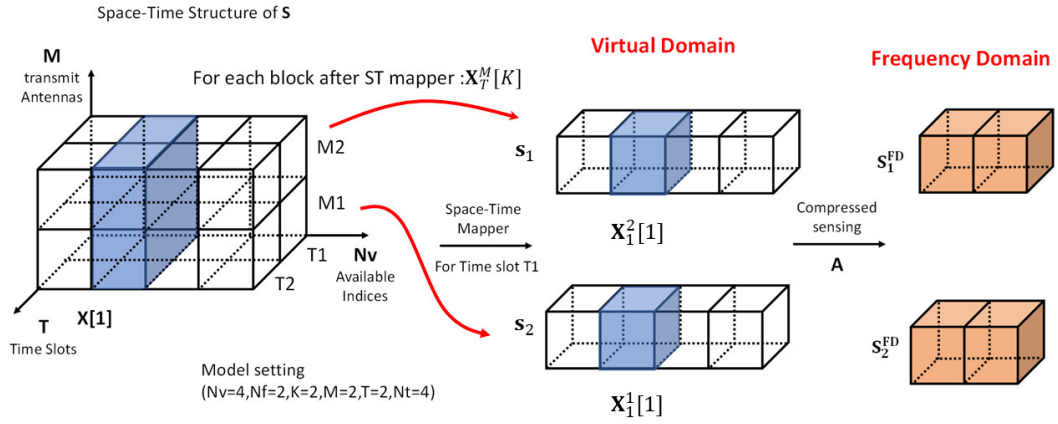 Space-Time Structure of S
M
transmit
Antennas
For each block after ST mapper :X_T^M[K]
M2
M1
T1
T2
Nv
Available
Indices
T
Time Slots
X[1]
Model setting
(Nv=4,Nf=2,K=2,M=2,T=2,Nt=4)
Space-Time
Mapper
For Time slot T1
Virtual Domain
s₁
X_1^2[1]
s₂
X_1^1[1]
Compressed
sensing
A
Frequency Domain
S_1^FD
S_2^FD